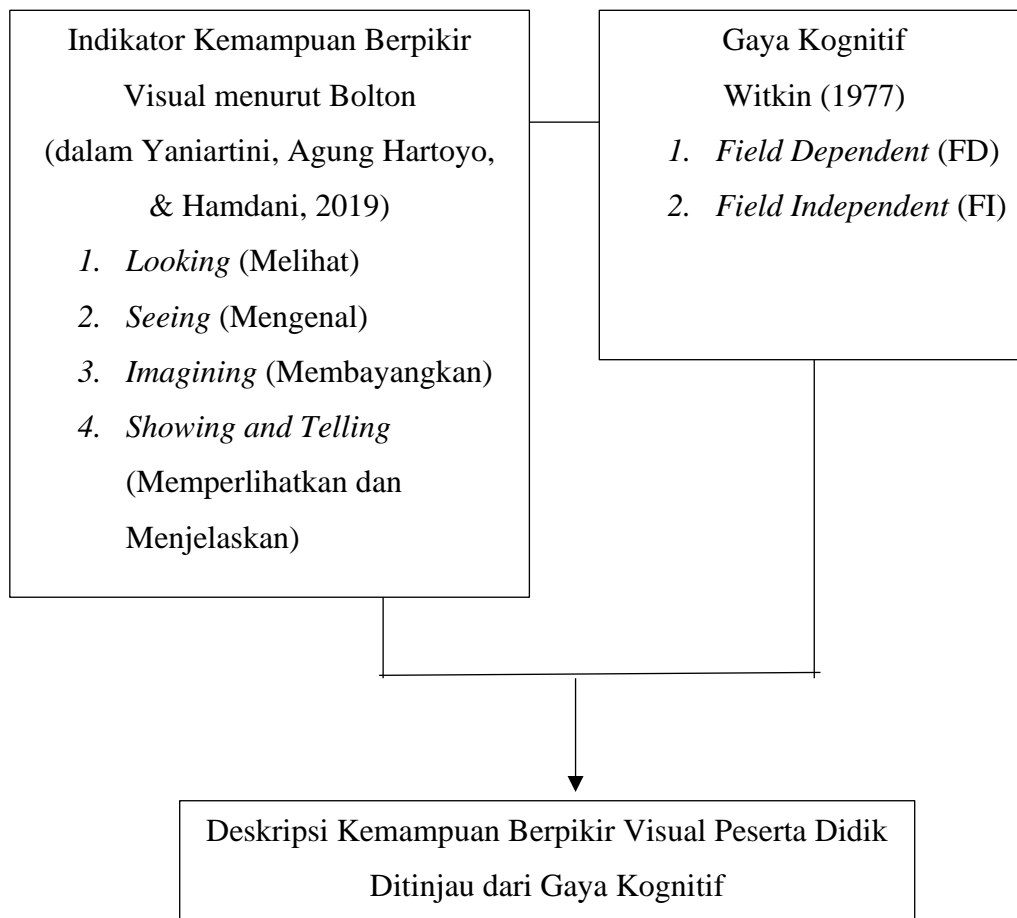 Indikator Kemampuan Berpikir
Visual menurut Bolton
(dalam Yaniartini, Agung Hartoyo,
& Hamdani, 2019)
1. Looking (Melihat)
2. Seeing (Mengenal)
3. Imagining (Membayangkan)
4. Showing and Telling
(Memperlihatkan dan
Menjelaskan)
Gaya Kognitif
Witkin (1977)
1. Field Dependent (FD)
2. Field Independent (FI)
Deskripsi Kemampuan Berpikir Visual Peserta Didik
Ditinjau dari Gaya Kognitif